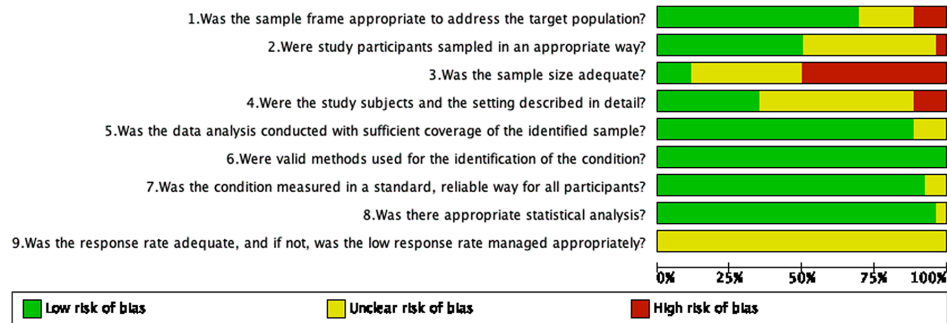 1.Was the sample frame appropriate to address the target population?
2.Were study participants sampled in an appropriate way?
3.Was the sample size adequate?
4.Were the study subjects and the setting described in detail?
5.Was the data analysis conducted with sufficient coverage of the identified sample?
6.Were valid methods used for the identification of the condition?
7.Was the condition measured in a standard, reliable way for all participants?
8.Was there appropriate statistical analysis?
9.Was the response rate adequate, and if not, was the low response rate managed appropriately?
0% 25% 50% 75% 100%
Low risk of bias Unclear risk of bias High risk of bias